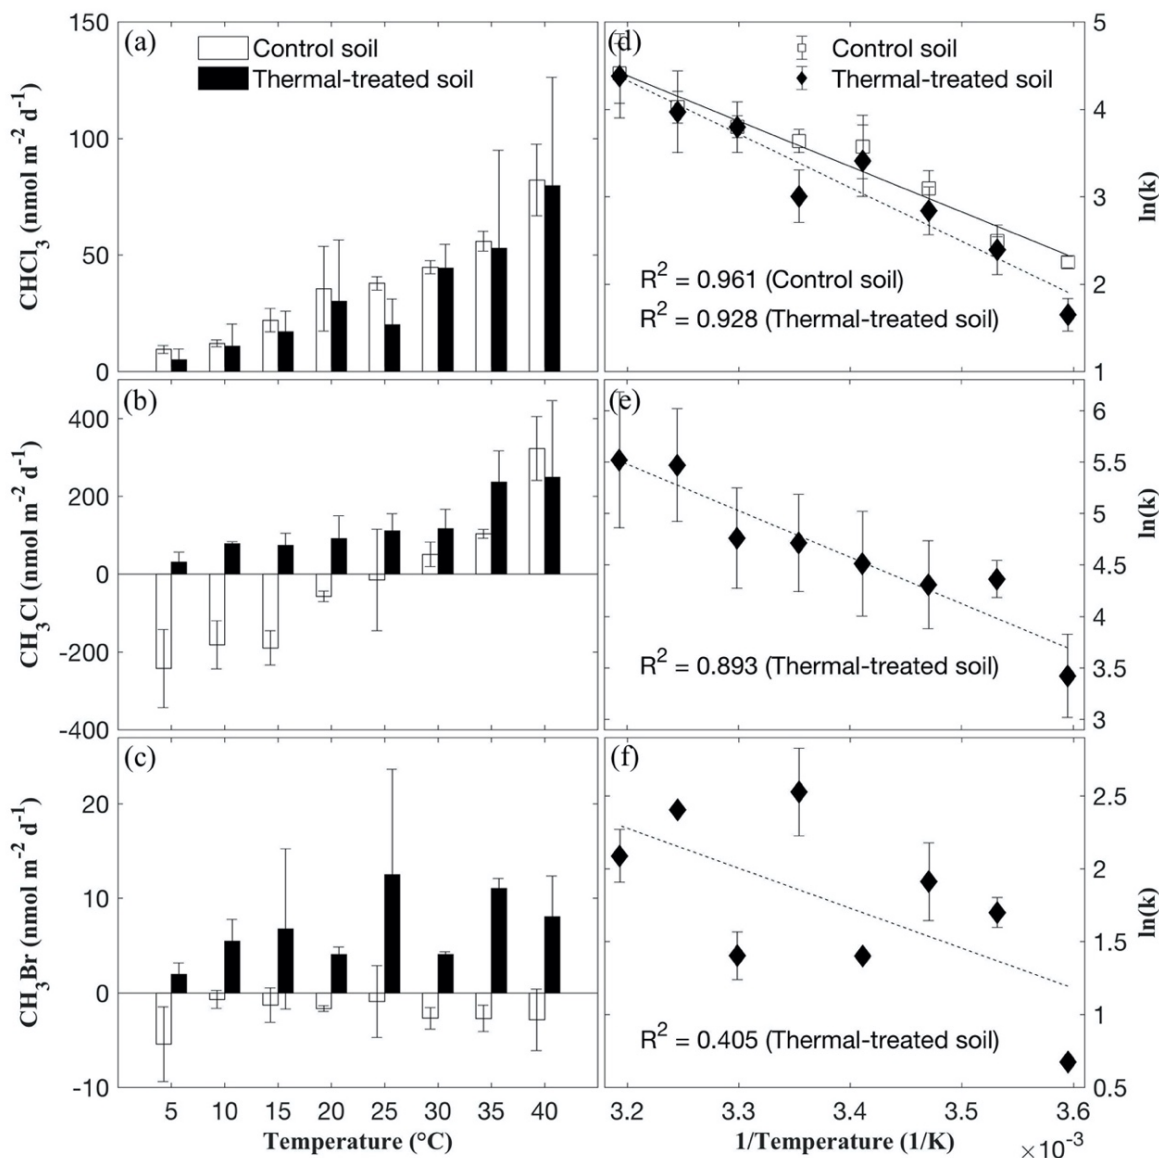 (a)
Control soil
Thermal-treated soil
150
100
50
0
CHCl3 (nmol m-2 d-1)
(d)
Control soil
Thermal-treated soil
R2 = 0.961 (Control soil)
R2 = 0.928 (Thermal-treated soil)
5
4
3
2
1
ln(k)
(b)
400
200
0
-200
-400
CH3Cl (nmol m-2 d-1)
(e)
R2 = 0.893 (Thermal-treated soil)
6
5.5
5
4.5
4
3.5
3
ln(k)
(c)
20
10
0
-10
CH3Br (nmol m-2 d-1)
5 10 15 20 25 30 35 40
Temperature (°C)
(f)
R2 = 0.405 (Thermal-treated soil)
2.5
2
1.5
1
0.5
ln(k)
3.2 3.3 3.4 3.5 3.6
1/Temperature (1/K)
×10-3